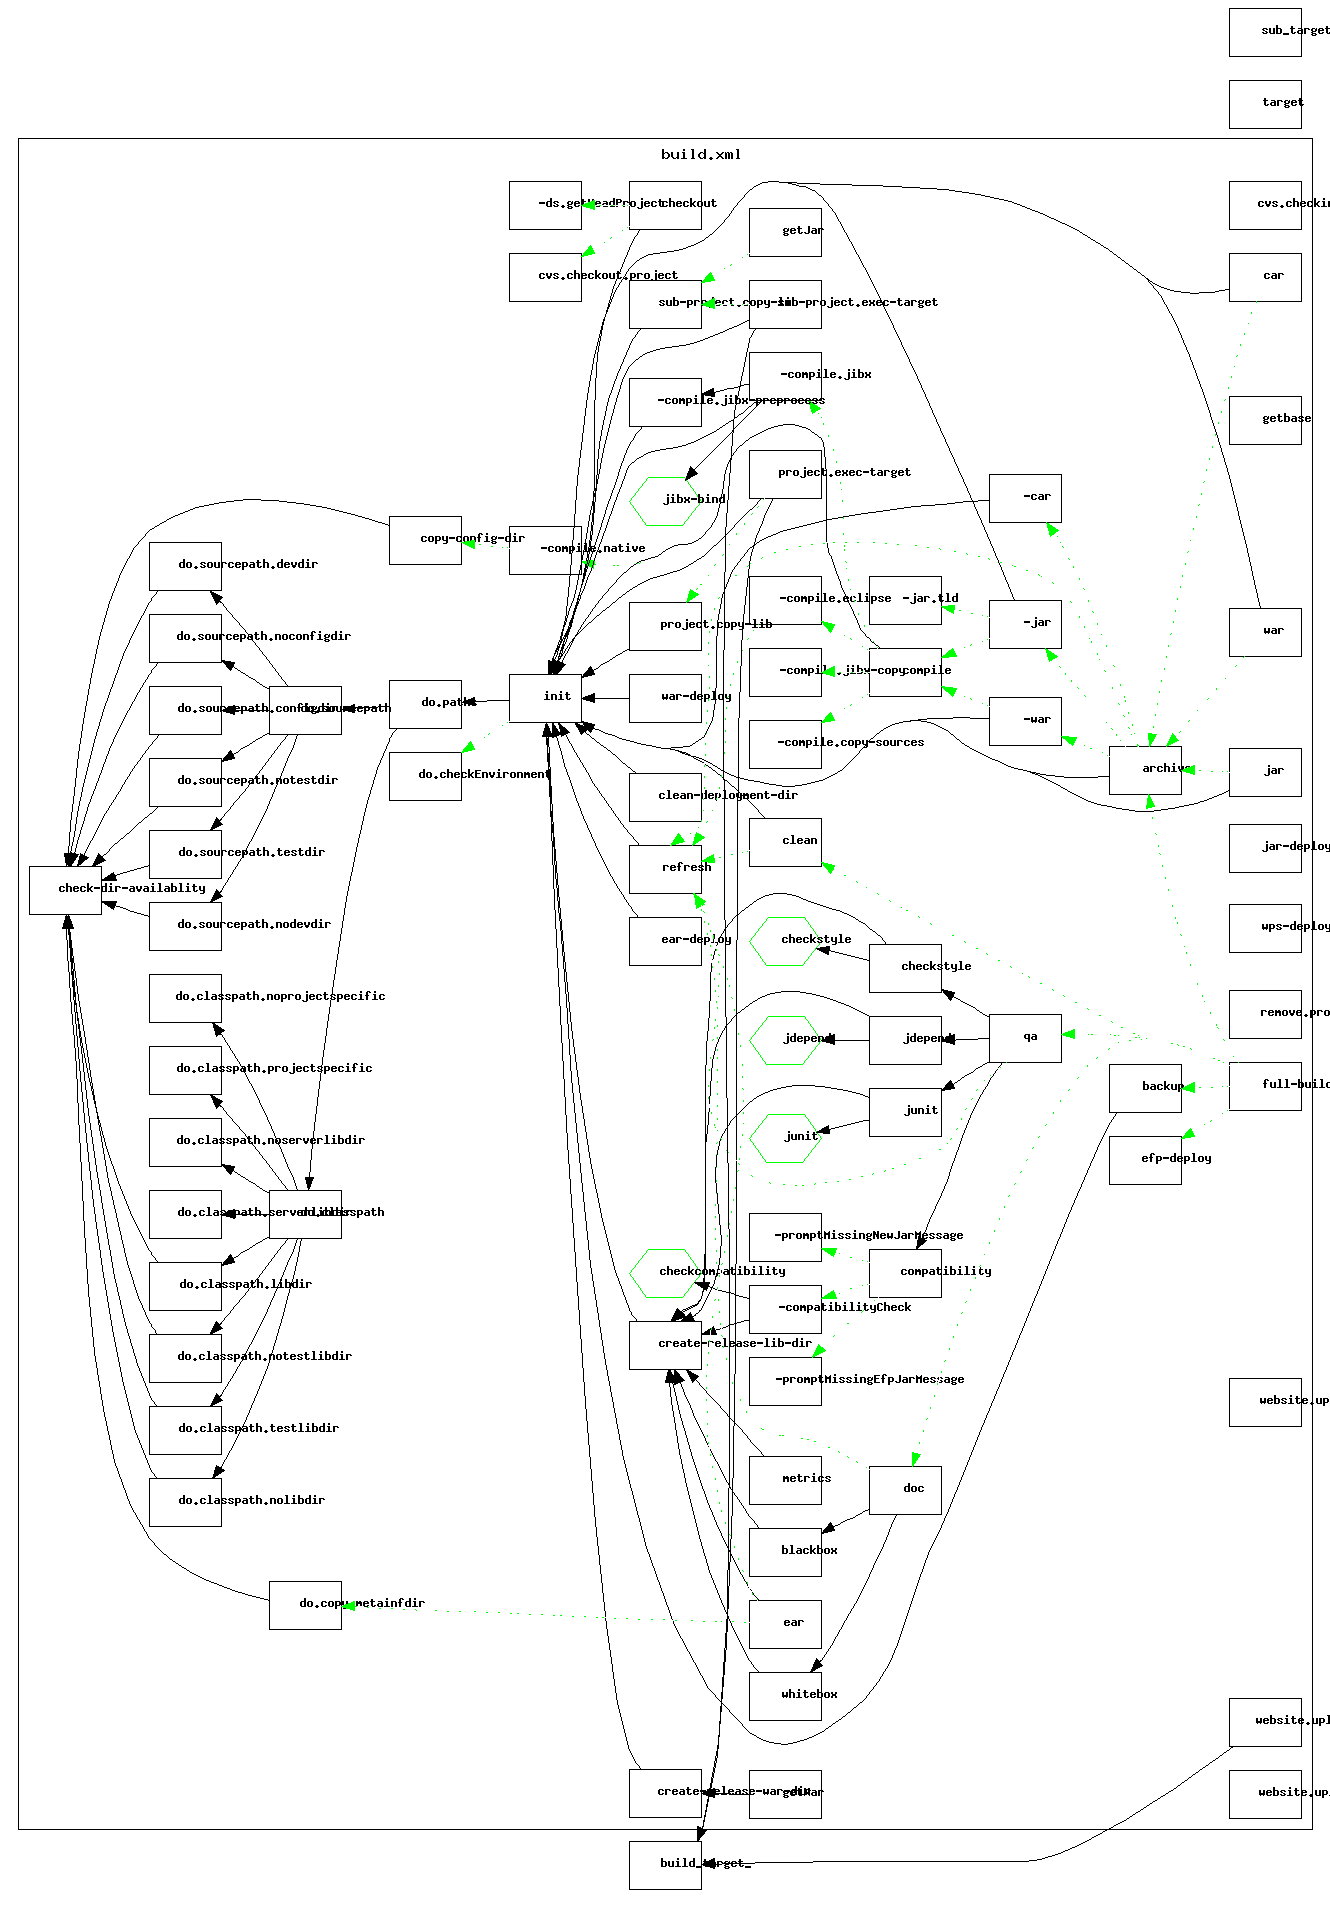 sub_target
target
build.xml
-ds.getHeadProject
checkout
cvs.checkin
getJar
cvs.checkout.project
car
sub-project.copy-lib
sub-project.exec-target
-compile.jibx
-compile.jibx-preprocess
getbase
project.exec-target
jibx-bind
-car
copy-config-dir
-compile.native
do.sourcepath.devdir
-compile.eclipse
-jar.tld
project.copy-lib
-jar
war
do.sourcepath.noconfigdir
-compile.jibx-copy
compile
init
war-deploy
do.path
do.sourcepath.configdir
do.sourcepath
-war
-compile.copy-sources
do.checkEnvironment
archive
jar
do.sourcepath.notestdir
clean-deployment-dir
clean
jar-deploy
do.sourcepath.testdir
refresh
check-dir-availablity
do.sourcepath.nodevdir
ear-deploy
checkstyle
wps-deploy
checkstyle
do.classpath.noprojectspecific
remove.pro
jdepend
jdepend
qa
do.classpath.projectspecific
backup
full-build
junit
junit
do.classpath.noserverlibdir
efp-deploy
do.classpath.serverlibdir
do.classpath
-promptMissingNewJarMessage
checkcompatibility
compatibility
do.classpath.libdir
-compatibilityCheck
create-release-lib-dir
do.classpath.notestlibdir
-promptMissingEfpJarMessage
website.up
do.classpath.testlibdir
metrics
doc
do.classpath.nolibdir
blackbox
do.copy-metainfdir
ear
whitebox
website.upl
create-release-war-dir
getWar
website.upl
build_target_